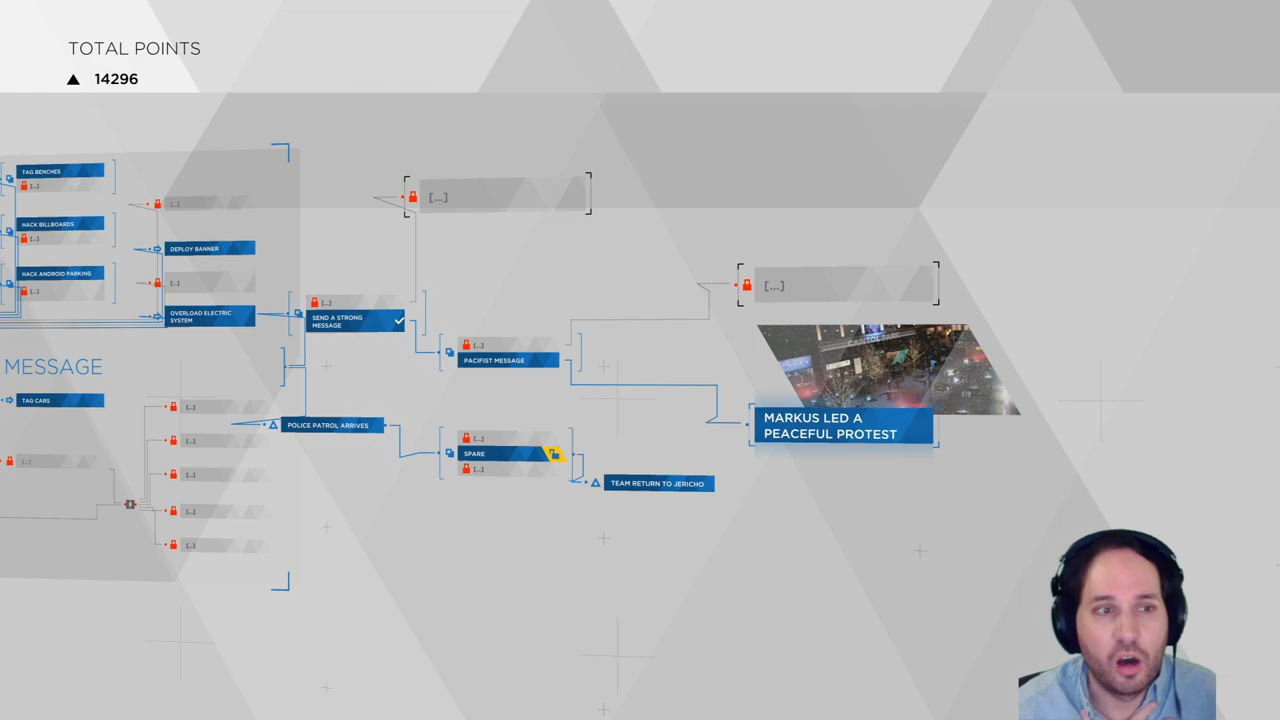 TOTAL POINTS
14296
TAG BENCHES
[...]
[...]
[...]
HACK BILLBOARDS
[...]
DEPLOY BANNER
HACK ANDROID PARKING
[...]
[...]
[...]
[...]
OVERLOAD ELECTRIC
SYSTEM
SEND A STRONG
MESSAGE
[...]
PACIFIST MESSAGE
MESSAGE
TAG CARS
[...]
POLICE PATROL ARRIVES
MARKUS LED A
PEACEFUL PROTEST
[...]
[...]
SPARE
[...]
[...]
[...]
TEAM RETURN TO JERICHO
[...]
[...]